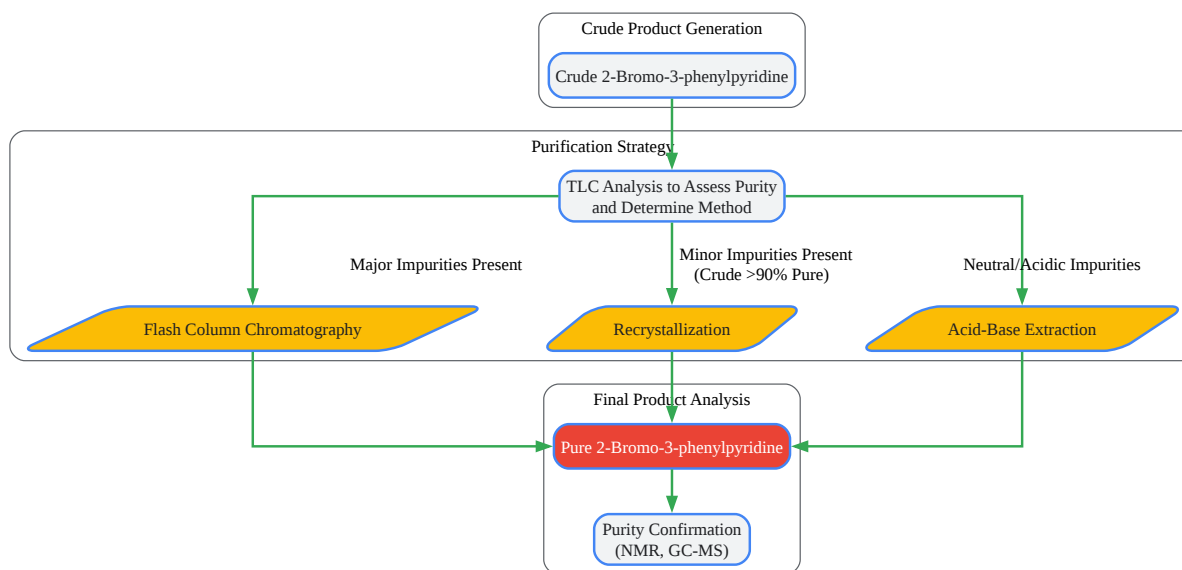 Crude Product Generation
Crude 2-Bromo-3-phenylpyridine
Purification Strategy
TLC Analysis to Assess Purity
and Determine Method
Major Impurities Present
Minor Impurities Present
(Crude >90% Pure)
Neutral/Acidic Impurities
Flash Column Chromatography
Recrystallization
Acid-Base Extraction
Final Product Analysis
Pure 2-Bromo-3-phenylpyridine
Purity Confirmation
(NMR, GC-MS)